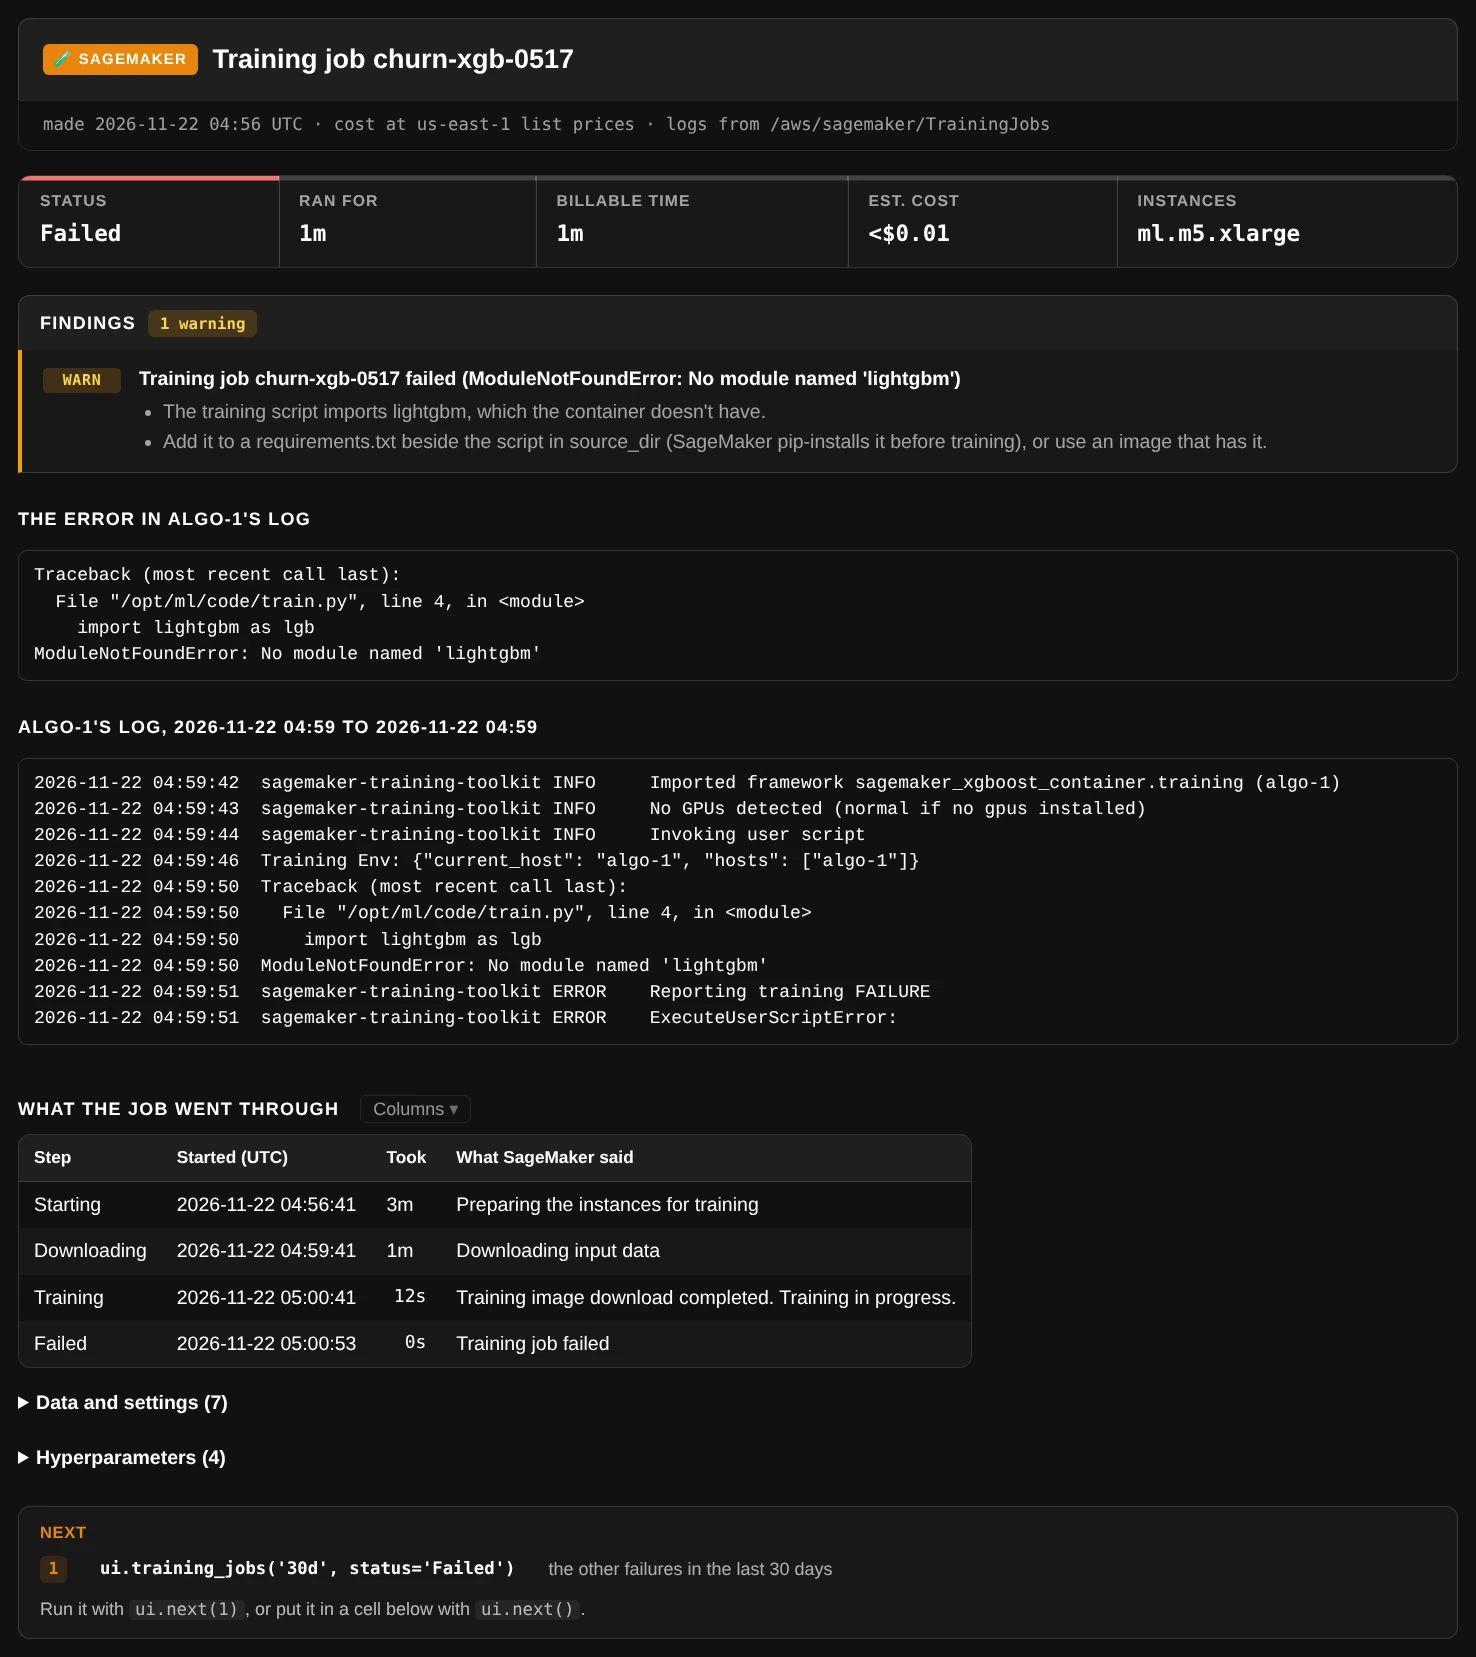 🧪 SAGEMAKER Training job churn-xgb-0517
made 2026-11-22 04:56 UTC · cost at us-east-1 list prices · logs from /aws/sagemaker/TrainingJobs
STATUS
Failed
RAN FOR
1m
BILLABLE TIME
1m
EST. COST
<$0.01
INSTANCES
ml.m5.xlarge
FINDINGS 1 warning
WARN Training job churn-xgb-0517 failed (ModuleNotFoundError: No module named 'lightgbm')
• The training script imports lightgbm, which the container doesn't have.
• Add it to a requirements.txt beside the script in source_dir (SageMaker pip-installs it before training), or use an image that has it.
THE ERROR IN ALGO-1'S LOG
Traceback (most recent call last):
  File "/opt/ml/code/train.py", line 4, in <module>
    import lightgbm as lgb
ModuleNotFoundError: No module named 'lightgbm'
ALGO-1'S LOG, 2026-11-22 04:59 TO 2026-11-22 04:59
2026-11-22 04:59:42  sagemaker-training-toolkit INFO     Imported framework sagemaker_xgboost_container.training (algo-1)
2026-11-22 04:59:43  sagemaker-training-toolkit INFO     No GPUs detected (normal if no gpus installed)
2026-11-22 04:59:44  sagemaker-training-toolkit INFO     Invoking user script
2026-11-22 04:59:46  Training Env: {"current_host": "algo-1", "hosts": ["algo-1"]}
2026-11-22 04:59:50  Traceback (most recent call last):
2026-11-22 04:59:50    File "/opt/ml/code/train.py", line 4, in <module>
2026-11-22 04:59:50      import lightgbm as lgb
2026-11-22 04:59:50  ModuleNotFoundError: No module named 'lightgbm'
2026-11-22 04:59:51  sagemaker-training-toolkit ERROR    Reporting training FAILURE
2026-11-22 04:59:51  sagemaker-training-toolkit ERROR    ExecuteUserScriptError:
WHAT THE JOB WENT THROUGH Columns ▾
Step Started (UTC) Took What SageMaker said
Starting 2026-11-22 04:56:41 3m Preparing the instances for training
Downloading 2026-11-22 04:59:41 1m Downloading input data
Training 2026-11-22 05:00:41 12s Training image download completed. Training in progress.
Failed 2026-11-22 05:00:53 0s Training job failed
▶ Data and settings (7)
▶ Hyperparameters (4)
NEXT
1 ui.training_jobs('30d', status='Failed') the other failures in the last 30 days
Run it with ui.next(1), or put it in a cell below with ui.next().